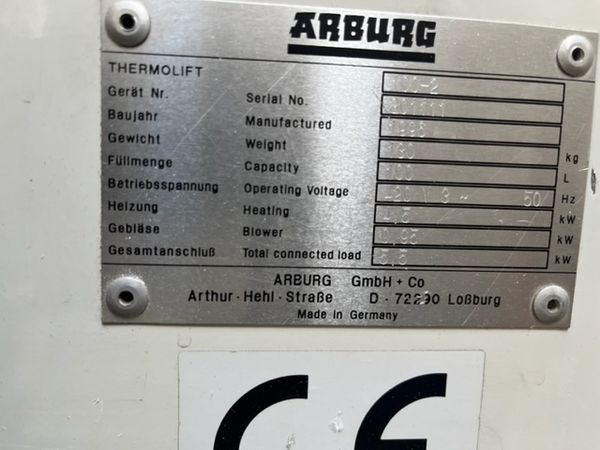 ARBURG
THERMOLIFT
Gerät Nr. Serial No.
Baujahr Manufactured
Gewicht Weight kg
Füllmenge Capacity L
Betriebsspannung Operating Voltage 50 Hz
Heizung Heating kW
Gebläse Blower kW
Gesamtanschluß Total connected load kW
ARBURG GmbH + Co
Arthur · Hehl · Straße D · 72290 Loßburg
Made in Germany
CE